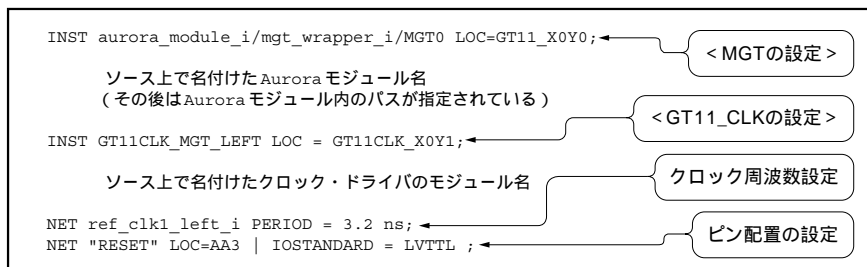 INST aurora_module_i/mgt_wrapper_i/MGT0 LOC=GT11_X0Y0;
<MGTの設定>
ソース上で名付けたAuroraモジュール名
(その後はAuroraモジュール内のパスが指定されている)
<GT11_CLKの設定>
INST GT11CLK_MGT_LEFT LOC = GT11CLK_X0Y1;
ソース上で名付けたクロック・ドライバのモジュール名
クロック周波数設定
NET ref_clk1_left_i PERIOD = 3.2 ns;
NET "RESET" LOC=AA3 | IOSTANDARD = LVTTL ;
ピン配置の設定